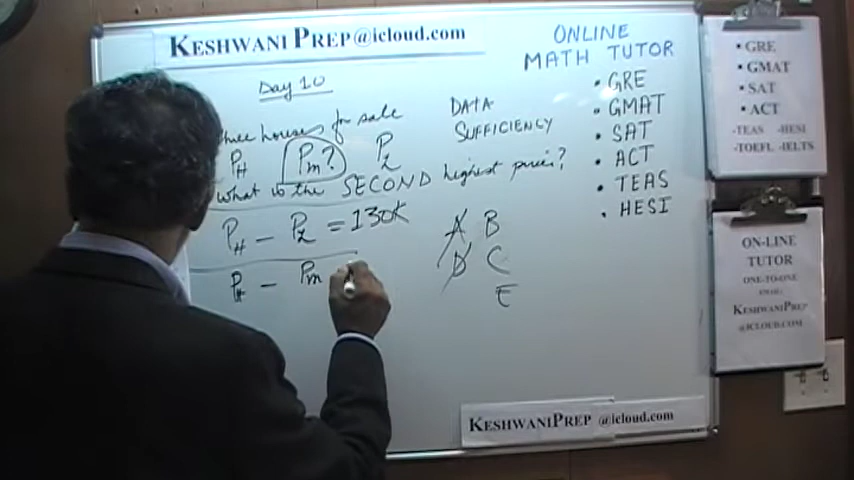 KESHWANI PREP@icloud.com
Day 10
three houses for sale
P_H P_M? P_L
what is the SECOND highest price?
P_H - P_L = 130K
P_H - P_M
DATA
SUFFICIENCY
A B
D C
E
ONLINE
MATH TUTOR
• GRE
• GMAT
• SAT
• ACT
• TEAS
• HESI
KESHWANIPREP @icloud.com
• GRE
• GMAT
• SAT
• ACT
-TEAS -HESI
-TOEFL -IELTS
ON-LINE
TUTOR
ONE-TO-ONE
KESHWANIPREP
@ICLOUD.COM